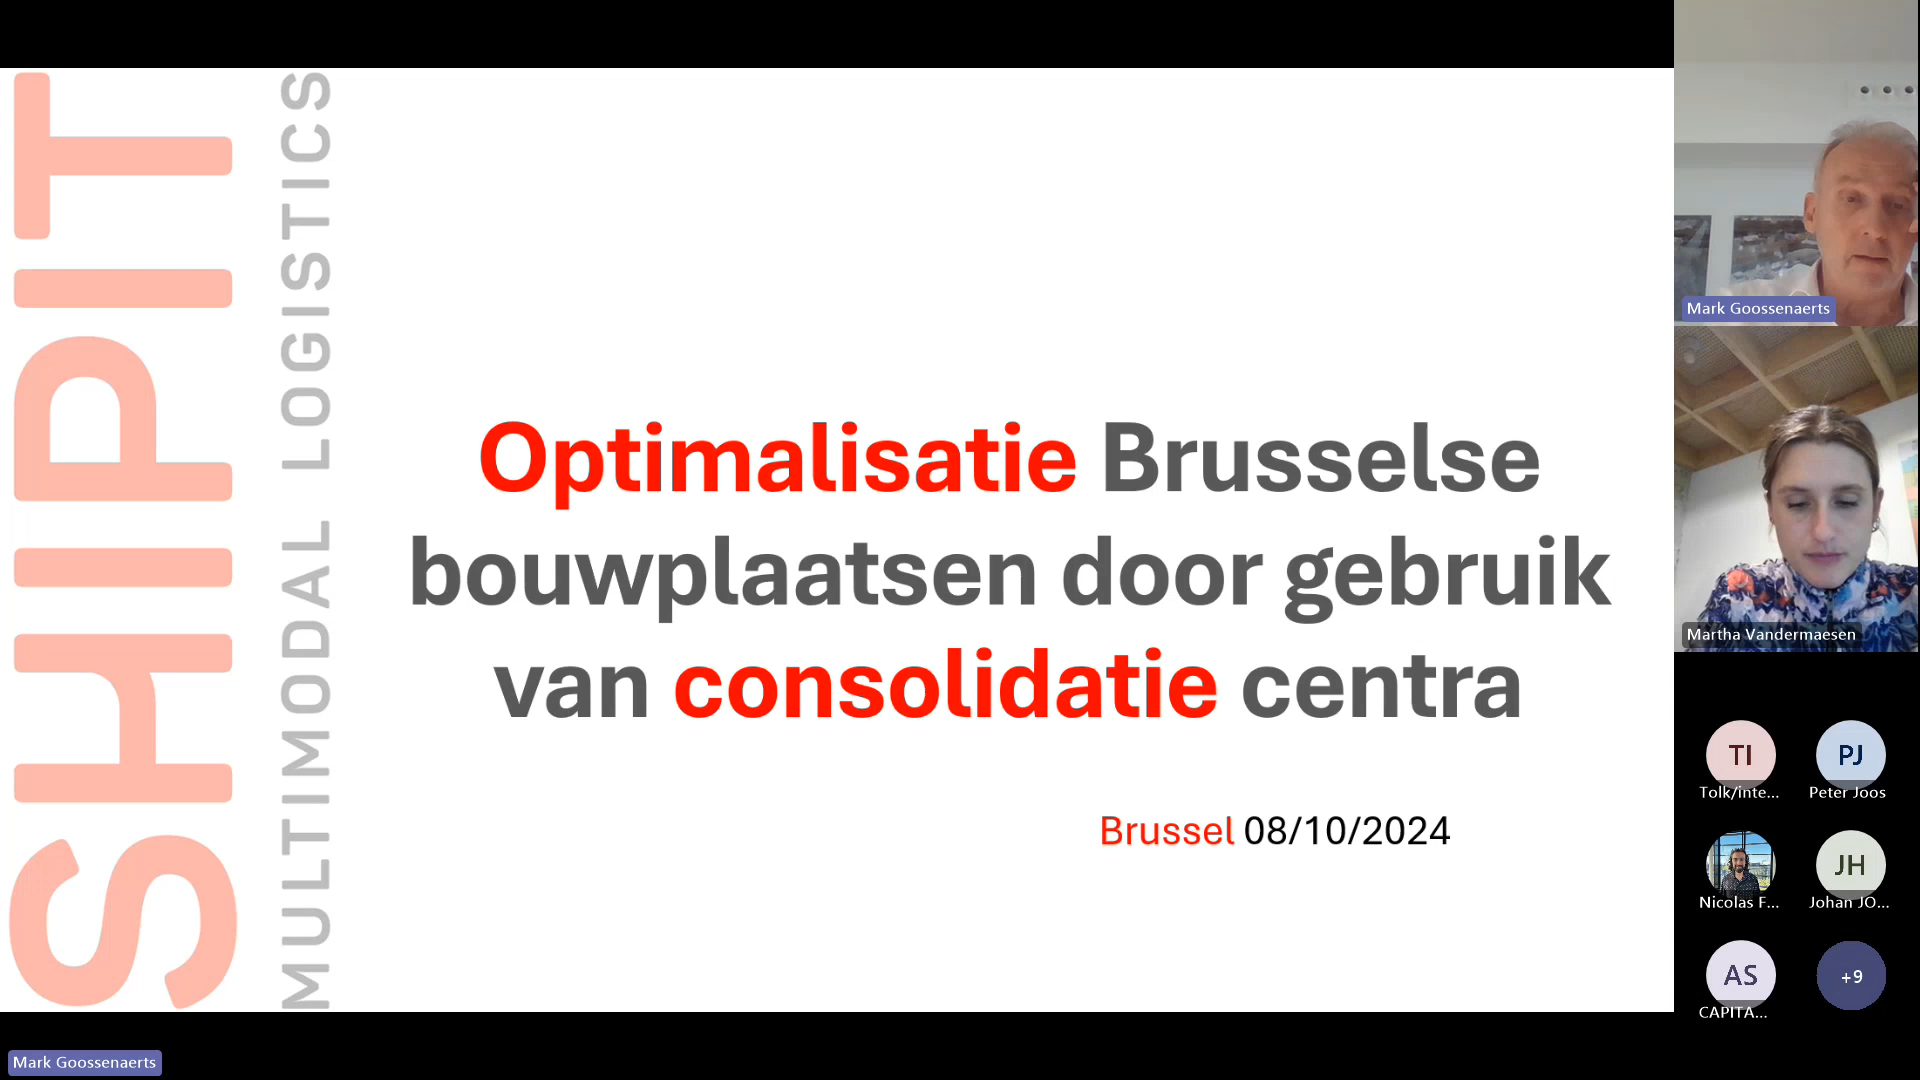 SHIPIT
MULTIMODAL LOGISTICS
Optimalisatie Brusselse
bouwplaatsen door gebruik
van consolidatie centra
Brussel 08/10/2024
Mark Goossenaerts
Martha Vandermaesen
TI
Tolk/inte...
PJ
Peter Joos
Nicolas F...
JH
Johan JO...
AS
CAPITA...
+9
Mark Goossenaerts